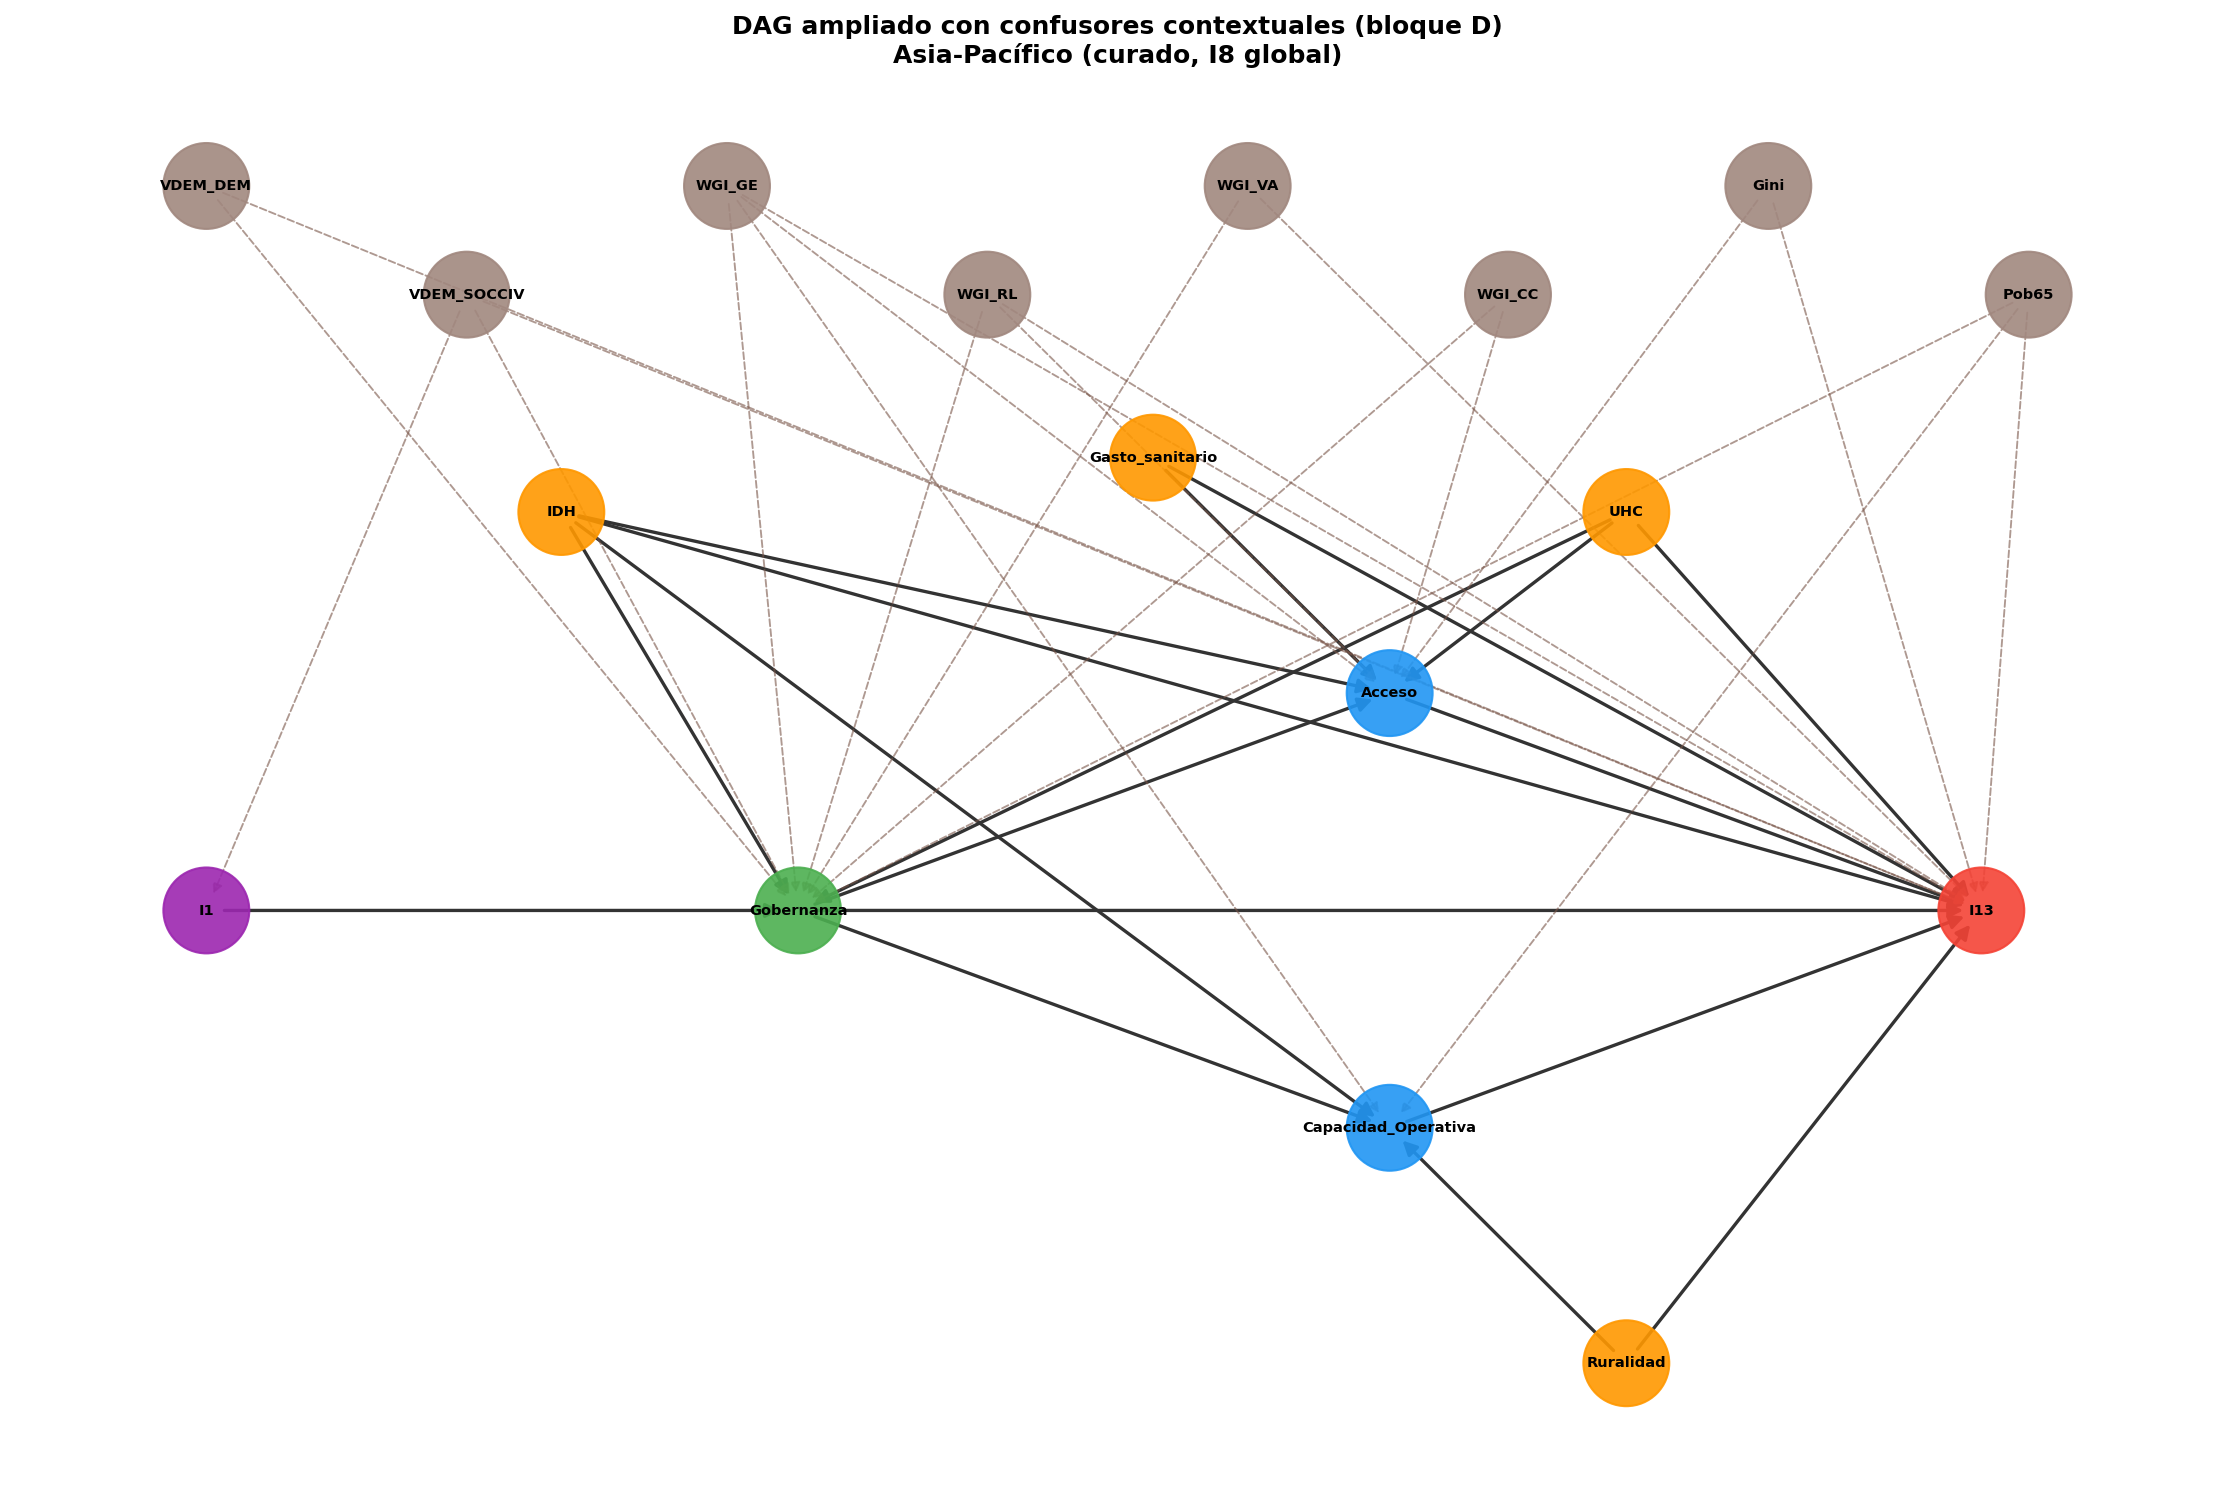 DAG ampliado con confusores contextuales (bloque D)
Asia-Pacífico (curado, I8 global)
VDEM_DEM
WGI_GE
WGI_VA
Gini
VDEM_SOCCIV
WGI_RL
WGI_CC
Pob65
Gasto_sanitario
IDH
UHC
Acceso
I1
Gobernanza
I13
Capacidad_Operativa
Ruralidad